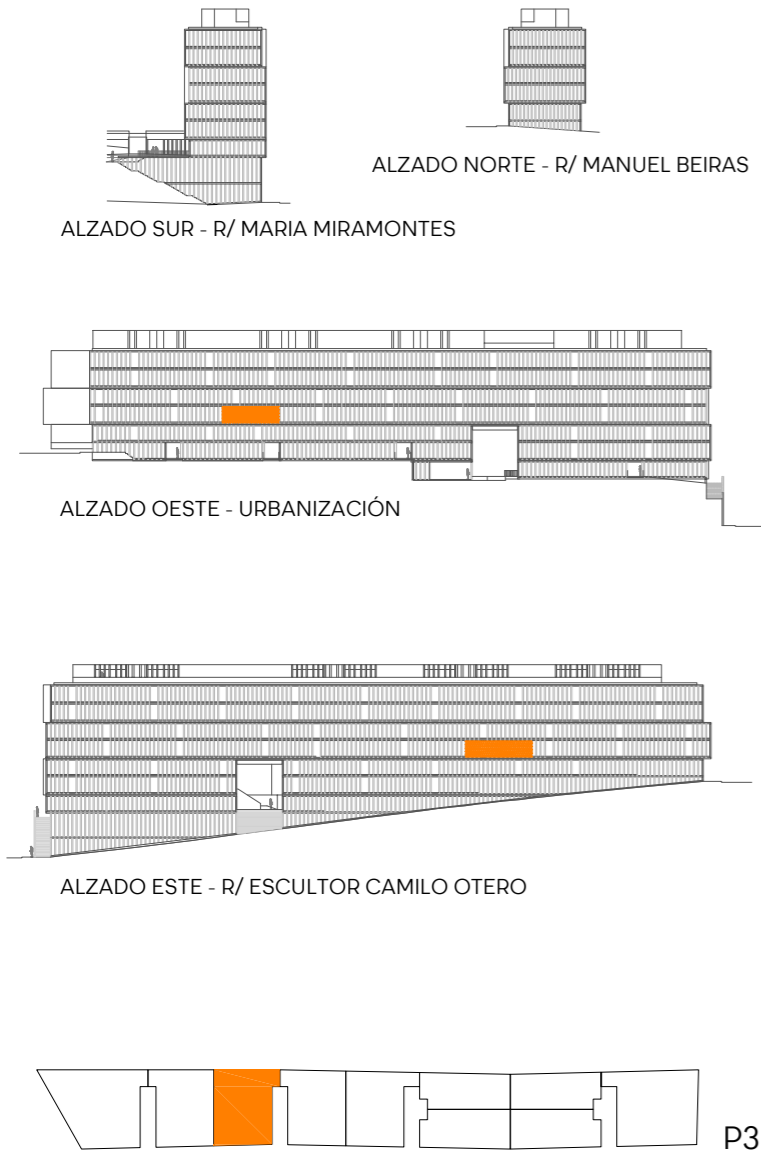 ALZADO NORTE - R/ MANUEL BEIRAS
ALZADO SUR - R/ MARIA MIRAMONTES
ALZADO OESTE - URBANIZACIÓN
ALZADO ESTE - R/ ESCULTOR CAMILO OTERO
P3